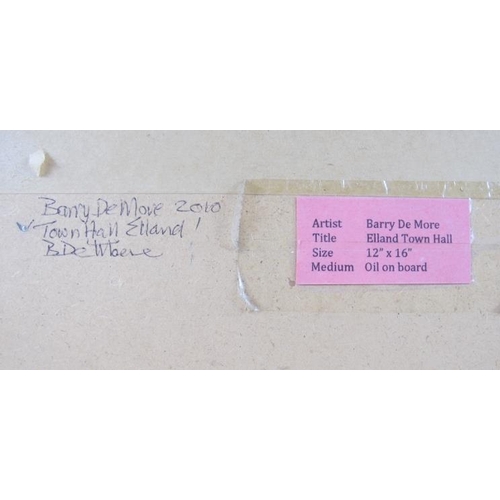 Barry De More 2010
✓Town Hall Elland !
B De More
Artist Barry De More
Title Elland Town Hall
Size 12" x 16"
Medium Oil on board